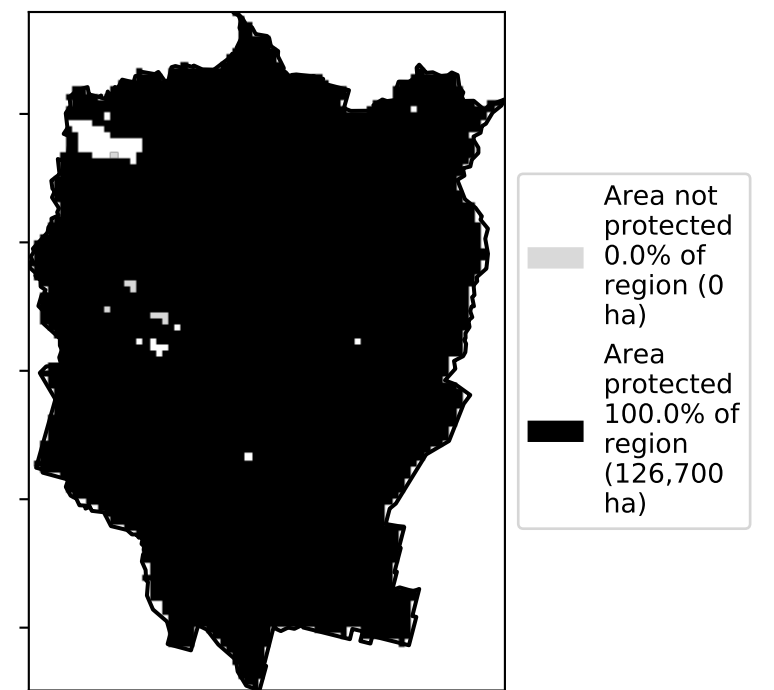 Area not
protected
0.0% of
region (0
ha)
Area
protected
100.0% of
region
(126,700
ha)